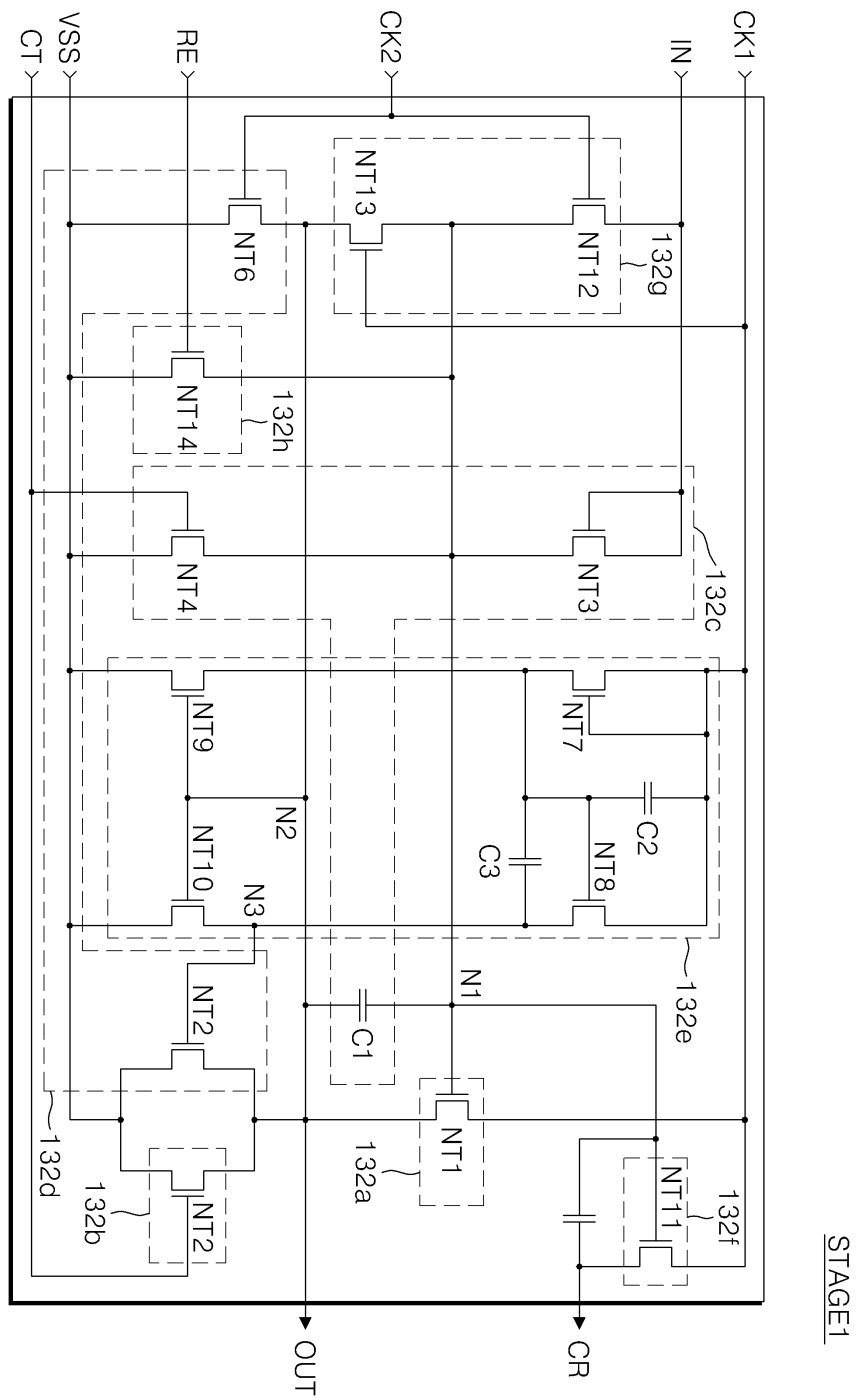 STAGE1
CK1
IN
CK2
RE
VSS
CT
NT12
132g
NT13
NT6
NT14
132h
NT3
132c
NT4
NT7
C2
NT8
C3
132e
NT9
N2
NT10
N3
N1
C1
NT1
132a
NT2
132d
NT2
132b
NT11
132f
CR
OUT